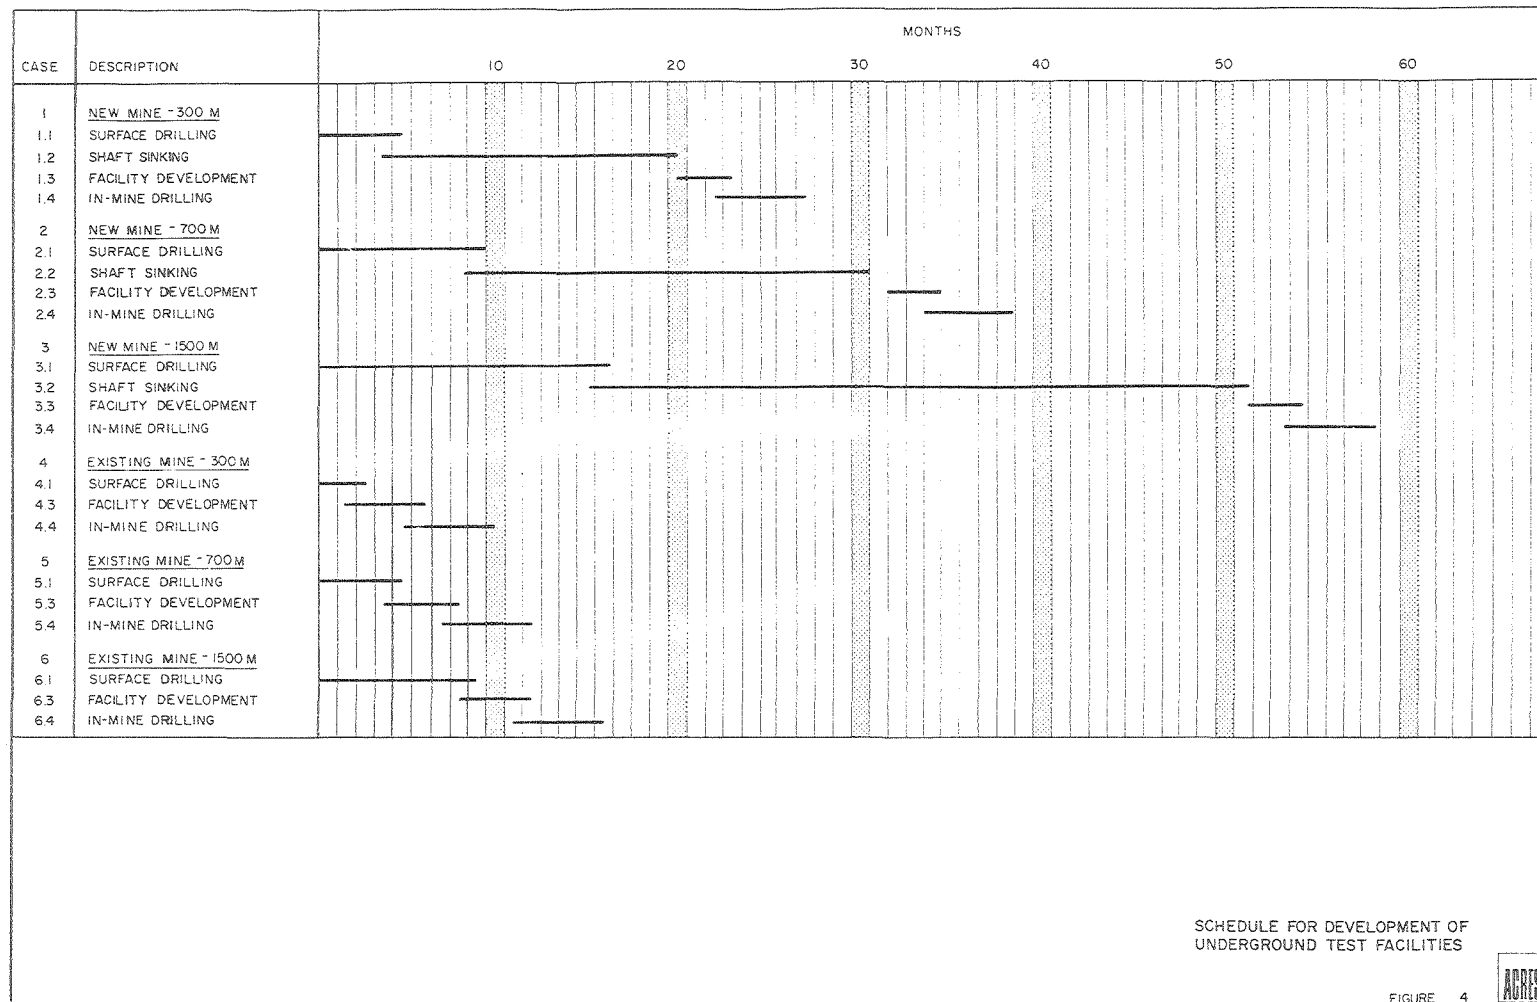 MONTHS
CASE DESCRIPTION 10 20 30 40 50 60
1 NEW MINE - 300 M
1.1 SURFACE DRILLING
1.2 SHAFT SINKING
1.3 FACILITY DEVELOPMENT
1.4 IN-MINE DRILLING
2 NEW MINE - 700 M
2.1 SURFACE DRILLING
2.2 SHAFT SINKING
2.3 FACILITY DEVELOPMENT
2.4 IN-MINE DRILLING
3 NEW MINE - 1500 M
3.1 SURFACE DRILLING
3.2 SHAFT SINKING
3.3 FACILITY DEVELOPMENT
3.4 IN-MINE DRILLING
4 EXISTING MINE - 300 M
4.1 SURFACE DRILLING
4.3 FACILITY DEVELOPMENT
4.4 IN-MINE DRILLING
5 EXISTING MINE - 700 M
5.1 SURFACE DRILLING
5.3 FACILITY DEVELOPMENT
5.4 IN-MINE DRILLING
6 EXISTING MINE - 1500 M
6.1 SURFACE DRILLING
6.3 FACILITY DEVELOPMENT
6.4 IN-MINE DRILLING
SCHEDULE FOR DEVELOPMENT OF
UNDERGROUND TEST FACILITIES
FIGURE 4